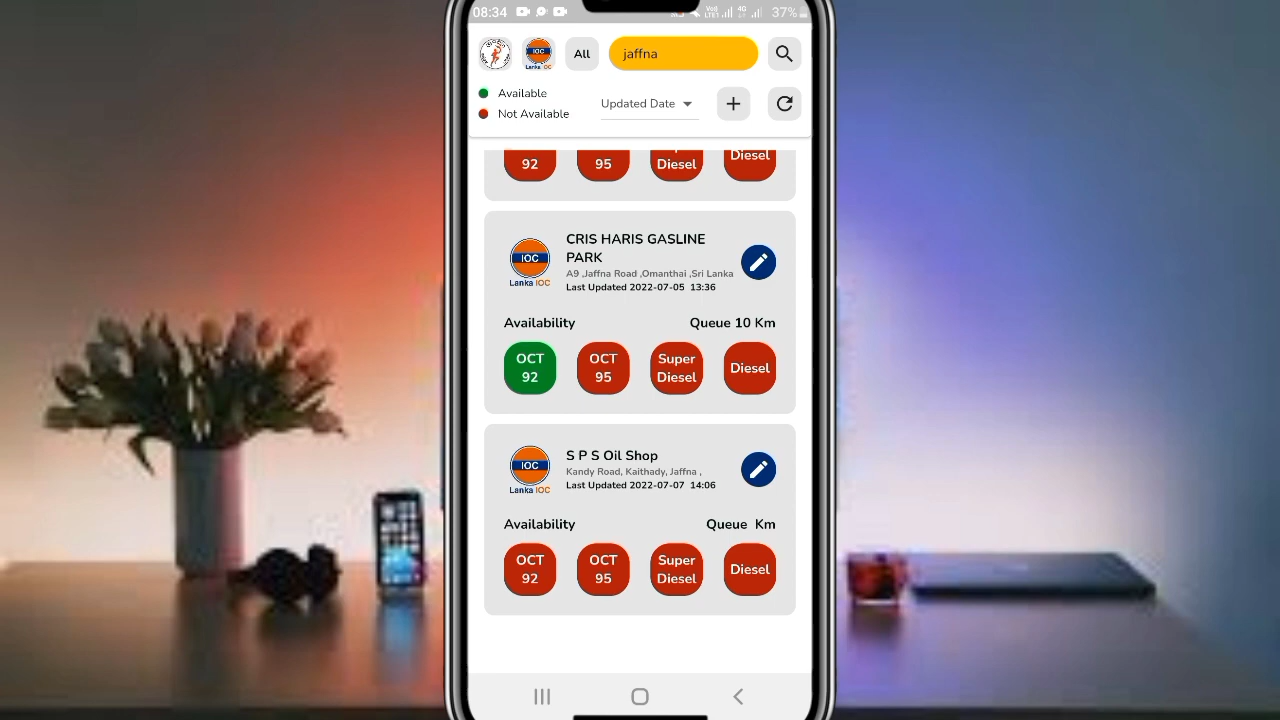 08:34
37%
IOC
Lanka IOC
All
jaffna
Available
Not Available
Updated Date
92
95
Diesel
Diesel
CRIS HARIS GASLINE
PARK
A9 ,Jaffna Road ,Omanthai ,Sri Lanka
Last Updated 2022-07-05 13:36
IOC
Lanka IOC
Availability
Queue 10 Km
OCT
92
OCT
95
Super
Diesel
Diesel
S P S Oil Shop
Kandy Road, Kaithady, Jaffna ,
Last Updated 2022-07-07 14:06
IOC
Lanka IOC
Availability
Queue Km
OCT
92
OCT
95
Super
Diesel
Diesel